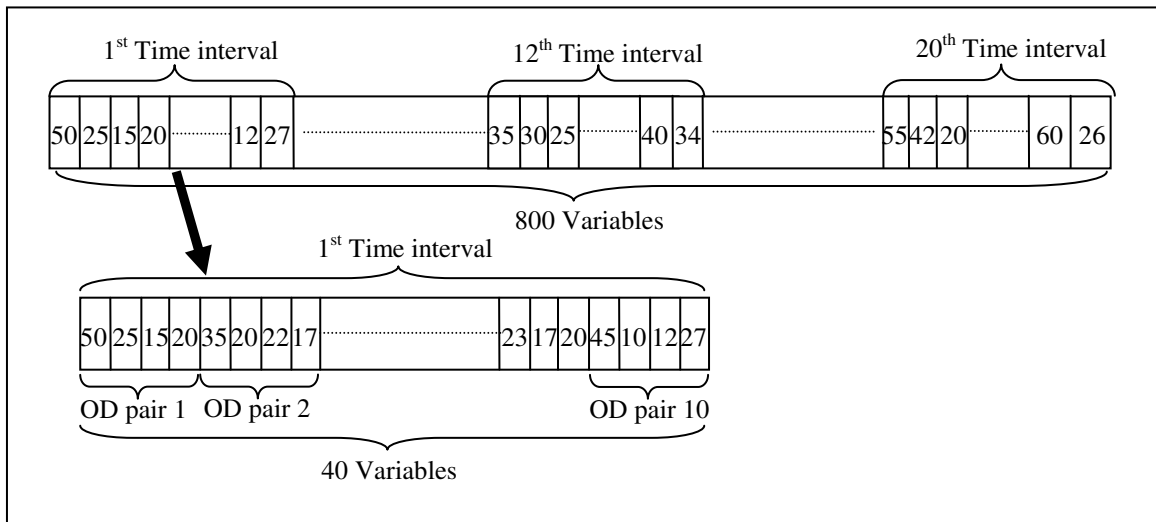 1st Time interval 12th Time interval 20th Time interval
50 25 15 20 12 27 35 30 25 40 34 55 42 20 60 26
800 Variables
1st Time interval
50 25 15 20 35 20 22 17 23 17 20 45 10 12 27
OD pair 1 OD pair 2 OD pair 10
40 Variables